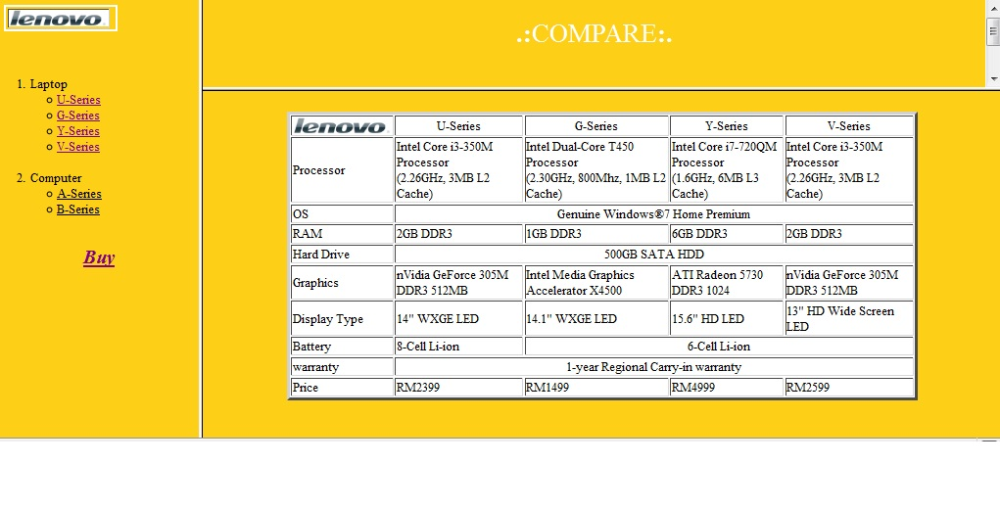 lenovo
1. Laptop
U-Series
G-Series
Y-Series
V-Series
2. Computer
A-Series
B-Series
Buy
.:COMPARE:.
lenovo U-Series G-Series Y-Series V-Series
Processor
Intel Core i3-350M
Processor
(2.26GHz, 3MB L2
Cache)
Intel Dual-Core T450
Processor
(2.30GHz, 800Mhz, 1MB L2
Cache)
Intel Core i7-720QM
Processor
(1.6GHz, 6MB L3
Cache)
Intel Core i3-350M
Processor
(2.26GHz, 3MB L2
Cache)
OS Genuine Windows®7 Home Premium
RAM 2GB DDR3 1GB DDR3 6GB DDR3 2GB DDR3
Hard Drive 500GB SATA HDD
Graphics
nVidia GeForce 305M
DDR3 512MB
Intel Media Graphics
Accelerator X4500
ATI Radeon 5730
DDR3 1024
nVidia GeForce 305M
DDR3 512MB
Display Type 14" WXGE LED 14.1" WXGE LED 15.6" HD LED
13" HD Wide Screen
LED
Battery 8-Cell Li-ion 6-Cell Li-ion
warranty 1-year Regional Carry-in warranty
Price RM2399 RM1499 RM4999 RM2599